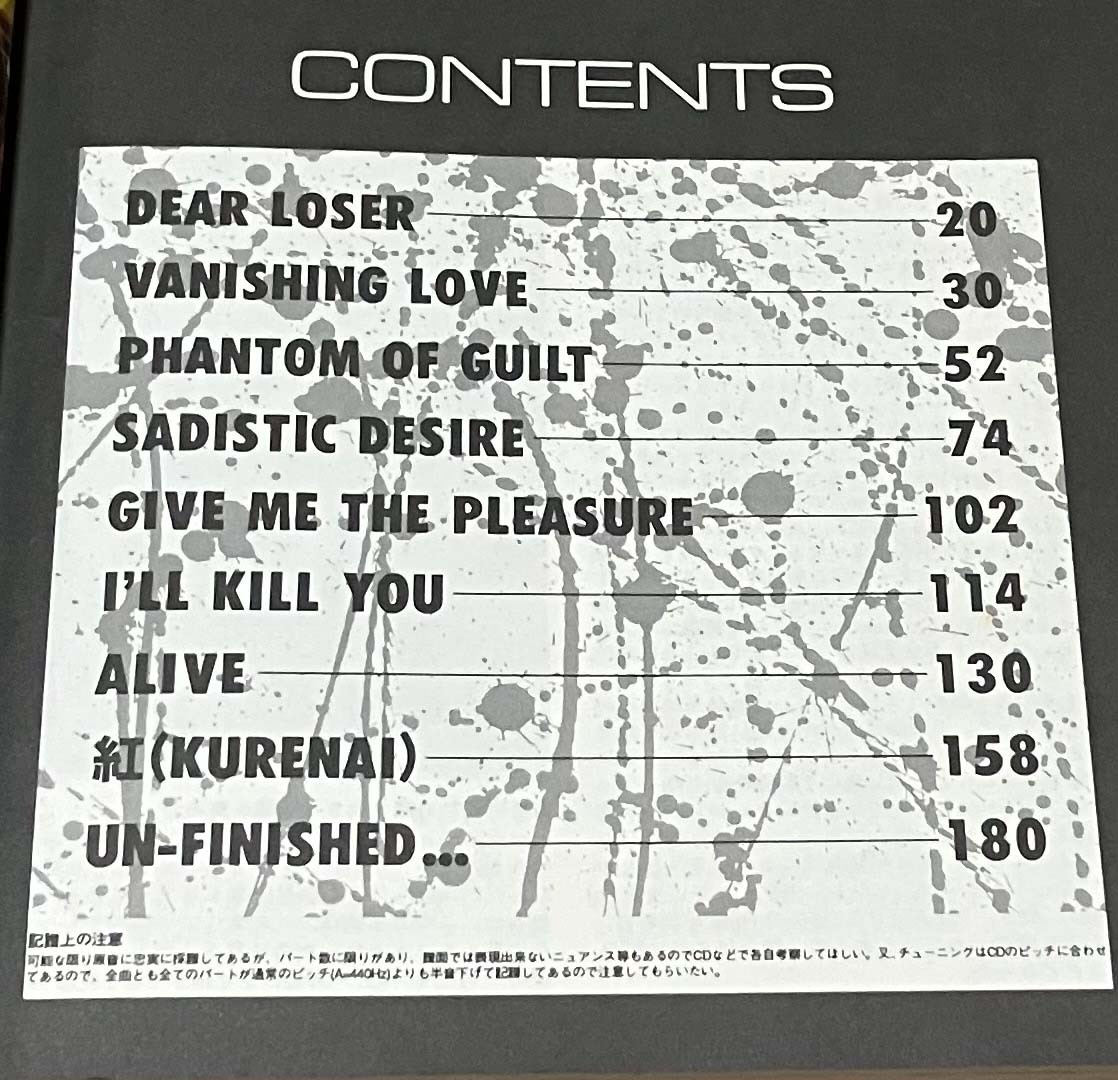 CONTENTS
DEAR LOSER 20
VANISHING LOVE 30
PHANTOM OF GUILT 52
SADISTIC DESIRE 74
GIVE ME THE PLEASURE 102
I'LL KILL YOU 114
ALIVE 130
紅(KURENAI) 158
UN-FINISHED... 180
記譜上の注意
可能な限り原音に忠実に採譜してあるが、パート数に限りがあり、譜面では表現出来ないニュアンス等もあるのでCDなどで各自考察してほしい。又、チューニングはCDのピッチに合わせ
てあるので、全曲とも全てのパートが通常のピッチ(A=440Hz)よりも半音下げて記譜してあるので注意してもらいたい。